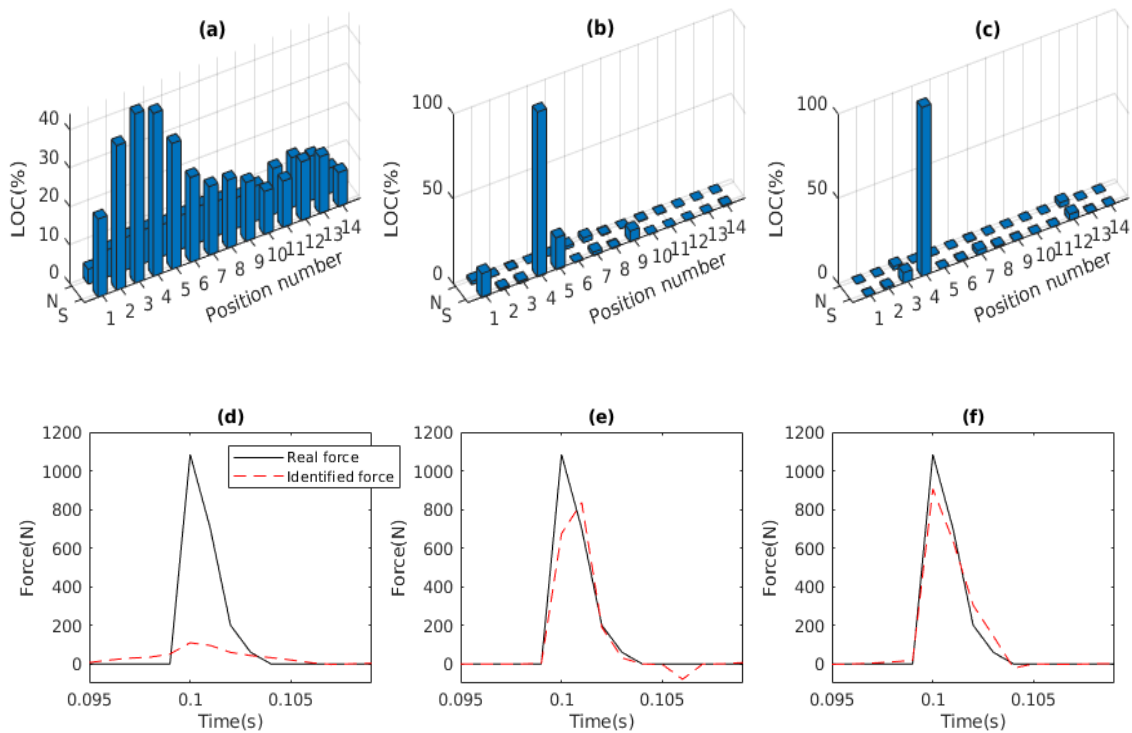 (a)
LOC(%)
40
30
20
10
0
N
S
1 2 3 4 5 6 7 8 9 10 11 12 13 14
Position number
(b)
LOC(%)
100
50
0
N
S
1 2 3 4 5 6 7 8 9 10 11 12 13 14
Position number
(c)
LOC(%)
100
50
0
N
S
1 2 3 4 5 6 7 8 9 10 11 12 13 14
Position number
(d)
Force(N)
1200
1000
800
600
400
200
0
0.095 0.1 0.105
Time(s)
Real force
Identified force
(e)
Force(N)
1200
1000
800
600
400
200
0
0.095 0.1 0.105
Time(s)
(f)
Force(N)
1200
1000
800
600
400
200
0
0.095 0.1 0.105
Time(s)